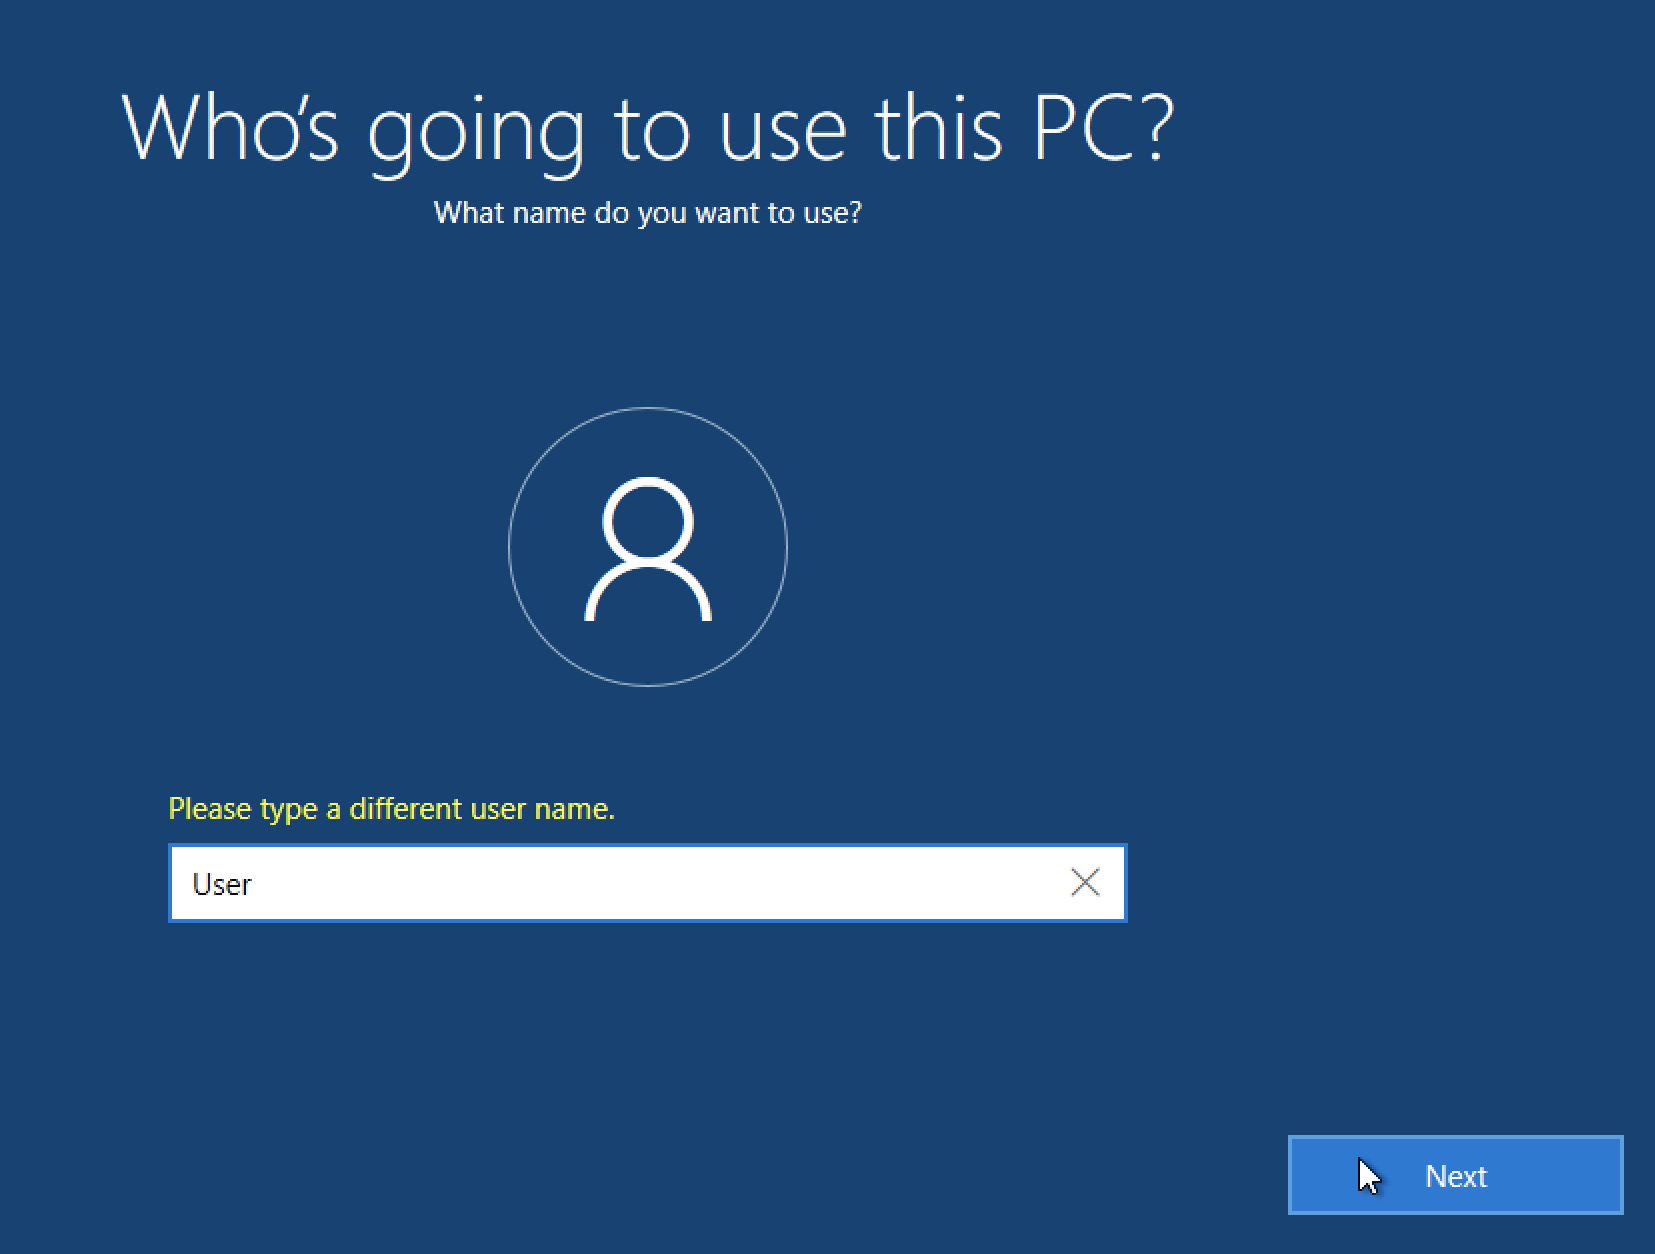 Who's going to use this PC?
What name do you want to use?
Please type a different user name.
User
Next